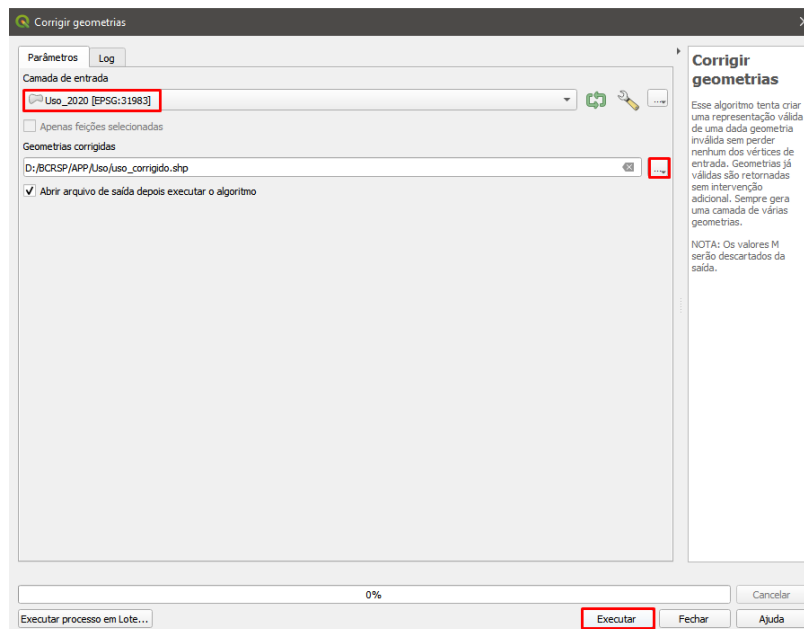 Corrigir geometrias
Parâmetros
Log
Camada de entrada
Uso_2020 [EPSG:31983]
...
Apenas feições selecionadas
Geometrias corrigidas
D:/BCRSP/APP/Uso/uso_corrigido.shp
...
Abrir arquivo de saída depois executar o algoritmo
Corrigir
geometrias
Esse algoritmo tenta criar
uma representação válida
de uma dada geometria
inválida sem perder
nenhum dos vértices de
entrada. Geometrias já
válidas são retornadas
sem intervenção
adicional. Sempre gera
uma camada de várias
geometrias.
NOTA: Os valores M
serão descartados da
saída.
0%
Cancelar
Executar processo em Lote...
Executar
Fechar
Ajuda